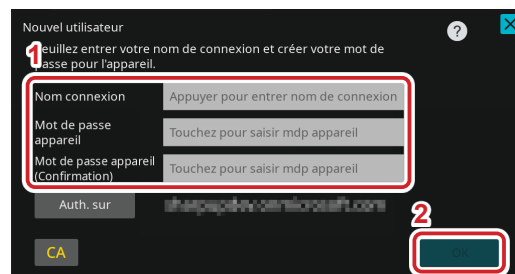 Nouvel utilisateur
?
1
euillez entrer votre nom de connexion et créer votre mot de
passe pour l'appareil.
Nom connexion
Appuyer pour entrer nom de connexion
Mot de passe
appareil
Touchez pour saisir mdp appareil
Mot de passe appareil
(Confirmation)
Touchez pour saisir mdp appareil
Auth. sur
2
CA
OK